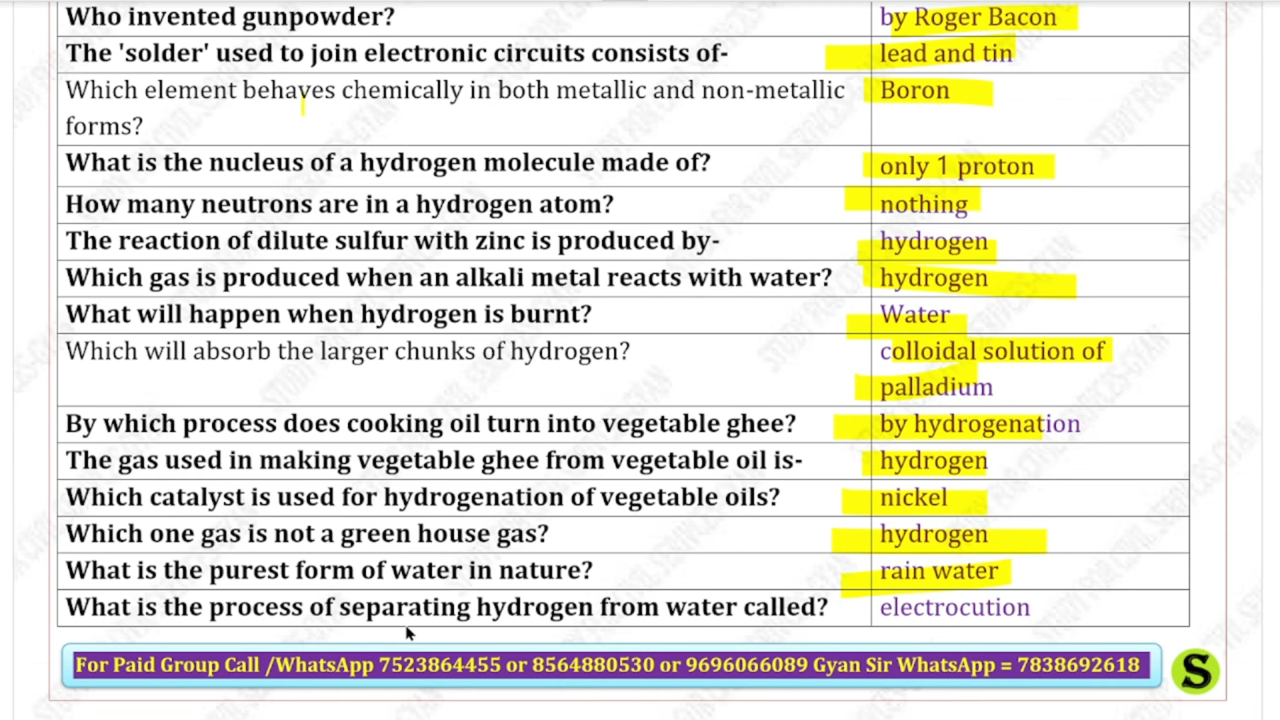 Who invented gunpowder? by Roger Bacon
The 'solder' used to join electronic circuits consists of- lead and tin
Which element behaves chemically in both metallic and non-metallic Boron
forms?
What is the nucleus of a hydrogen molecule made of? only 1 proton
How many neutrons are in a hydrogen atom? nothing
The reaction of dilute sulfur with zinc is produced by- hydrogen
Which gas is produced when an alkali metal reacts with water? hydrogen
What will happen when hydrogen is burnt? Water
Which will absorb the larger chunks of hydrogen? colloidal solution of
palladium
By which process does cooking oil turn into vegetable ghee? by hydrogenation
The gas used in making vegetable ghee from vegetable oil is- hydrogen
Which catalyst is used for hydrogenation of vegetable oils? nickel
Which one gas is not a green house gas? hydrogen
What is the purest form of water in nature? rain water
What is the process of separating hydrogen from water called? electrocution
For Paid Group Call /WhatsApp 7523864455 or 8564880530 or 9696066089 Gyan Sir WhatsApp = 7838692618
S